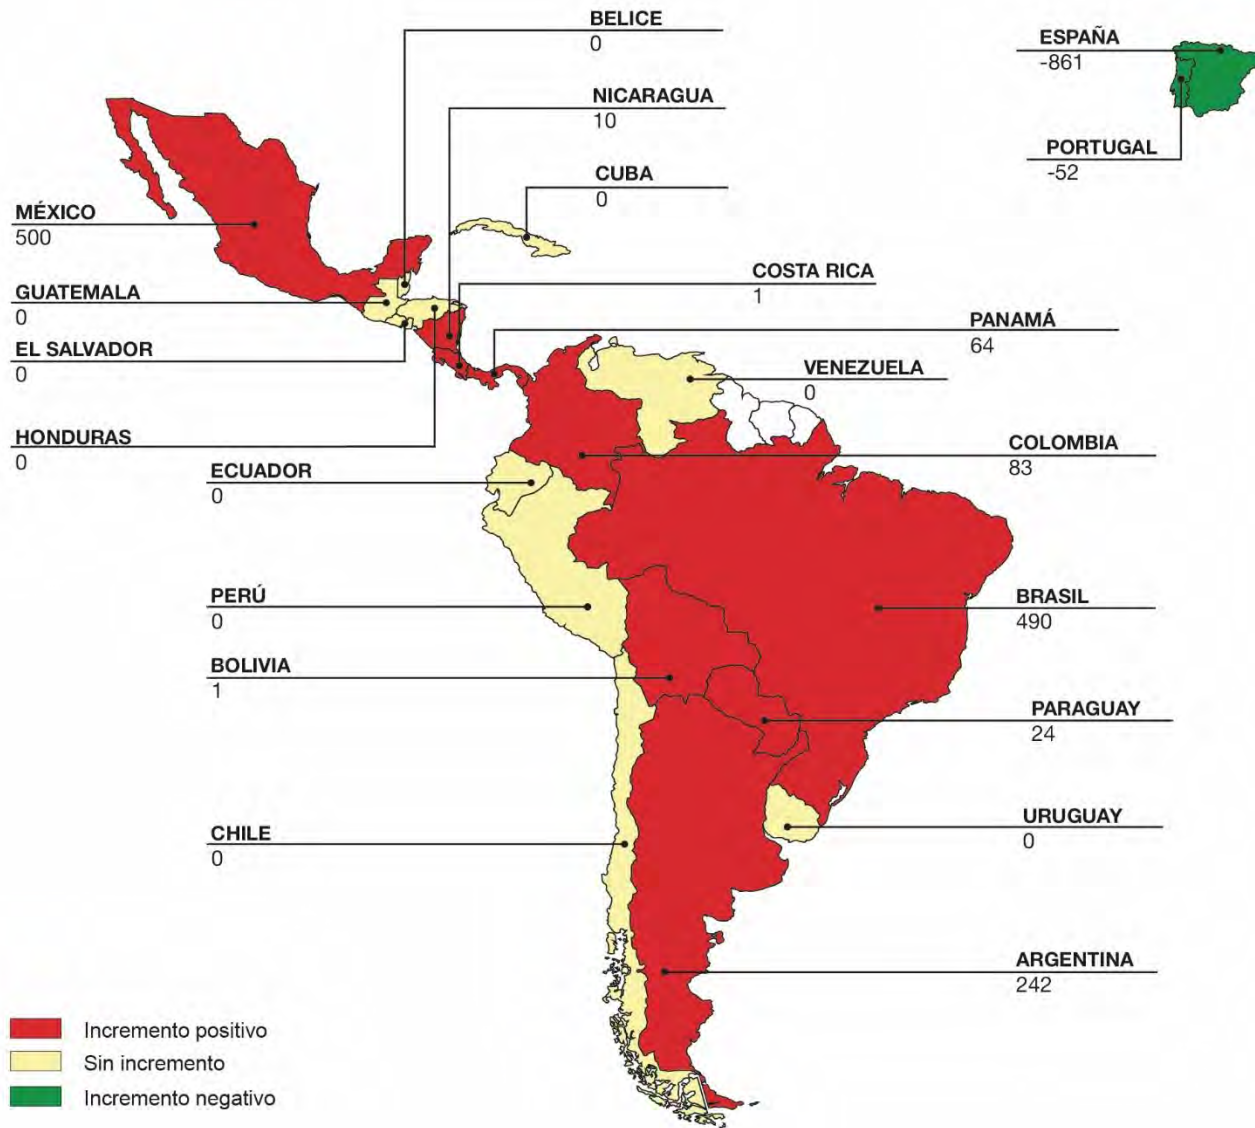 BELICE
0
ESPAÑA
-861
NICARAGUA
10
PORTUGAL
-52
CUBA
0
MÉXICO
500
COSTA RICA
1
GUATEMALA
0
PANAMÁ
64
EL SALVADOR
0
VENEZUELA
0
HONDURAS
0
COLOMBIA
83
ECUADOR
0
PERÚ
0
BRASIL
490
BOLIVIA
1
PARAGUAY
24
CHILE
0
URUGUAY
0
ARGENTINA
242
Incremento positivo
Sin incremento
Incremento negativo